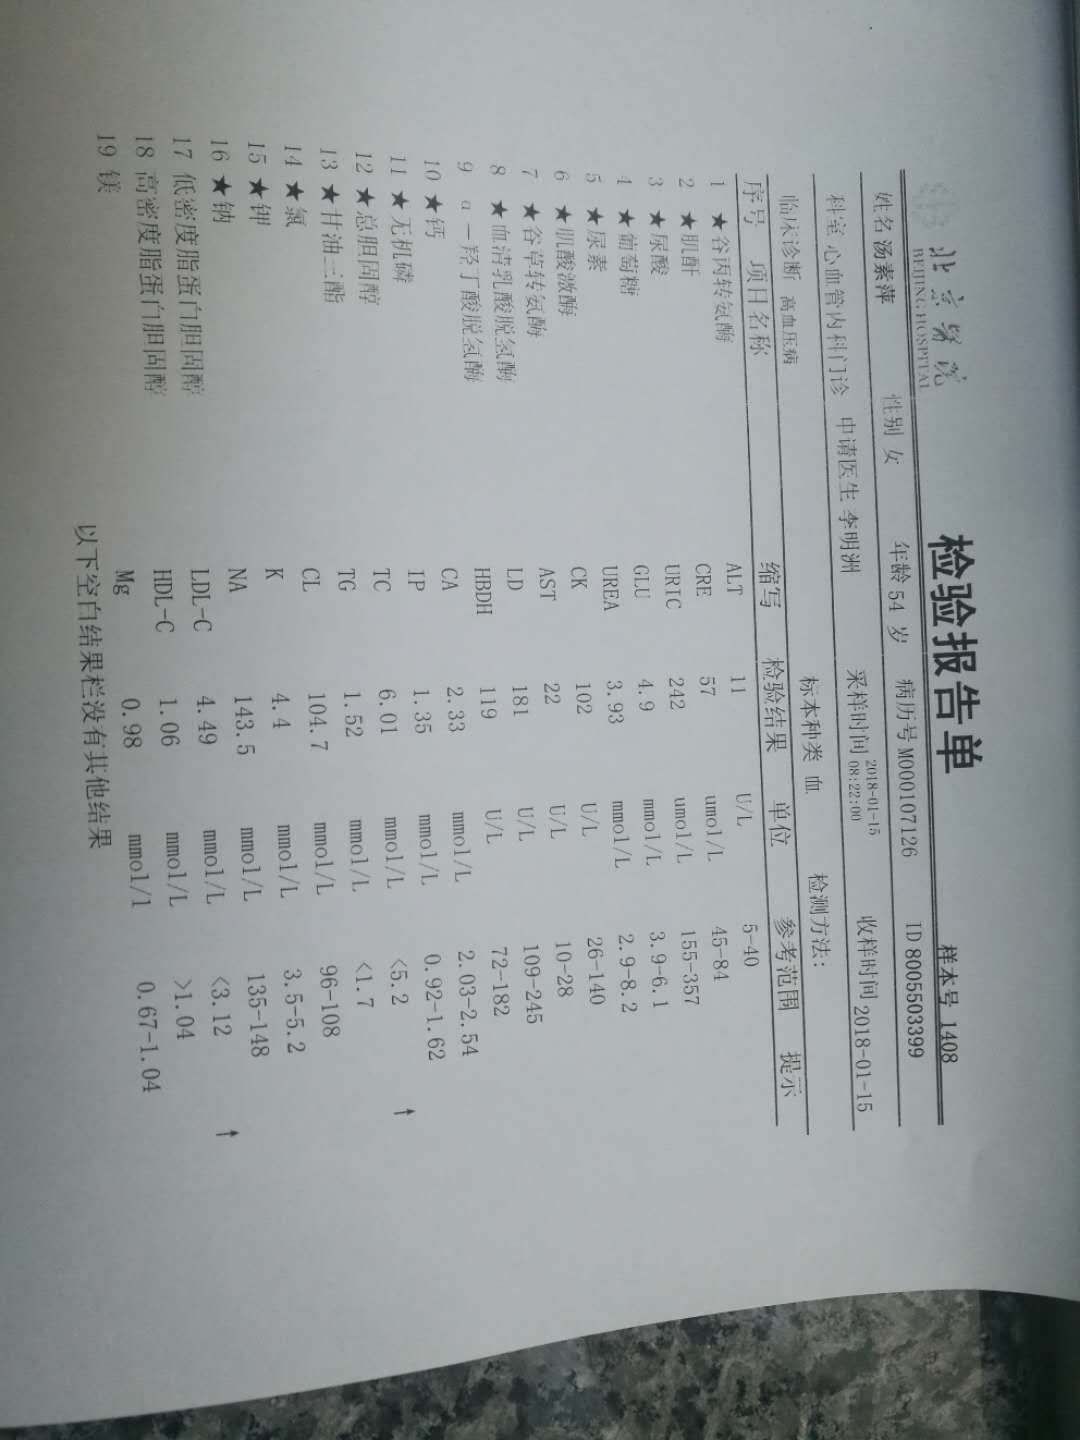 北京医院
BEIJING HOSPITAL
检验报告单
样本号 1408
姓名 汤素萍 性别 女 年龄 54 岁 病历号 M000107126 ID 8005503399
科室 心血管内科门诊 申请医生 李明洲 采样时间 2018-01-15 08:22:00 收样时间 2018-01-15
临床诊断 高血压病 标本种类 血 检测方法:
序号 项目名称 缩写 检验结果 单位 参考范围 提示
1 ★谷丙转氨酶 ALT 11 U/L 5-40
2 ★肌酐 CRE 57 umol/L 45-84
3 ★尿酸 URIC 242 umol/L 155-357
4 ★葡萄糖 GLU 4.9 mmol/L 3.9-6.1
5 ★尿素 UREA 3.93 mmol/L 2.9-8.2
6 ★肌酸激酶 CK 102 U/L 26-140
7 ★谷草转氨酶 AST 22 U/L 10-28
8 ★血清乳酸脱氢酶 LD 181 U/L 109-245
9 α-羟丁酸脱氢酶 HBDH 119 U/L 72-182
10 ★钙 CA 2.33 mmol/L 2.03-2.54
11 ★无机磷 IP 1.35 mmol/L 0.92-1.62
12 ★总胆固醇 TC 6.01 mmol/L <5.2 ↑
13 ★甘油三酯 TG 1.52 mmol/L <1.7
14 ★氯 CL 104.7 mmol/L 96-108
15 ★钾 K 4.4 mmol/L 3.5-5.2
16 ★钠 NA 143.5 mmol/L 135-148
17 低密度脂蛋白胆固醇 LDL-C 4.49 mmol/L <3.12 ↑
18 高密度脂蛋白胆固醇 HDL-C 1.06 mmol/L >1.04
19 镁 Mg 0.98 mmol/l 0.67-1.04
以下空白结果栏没有其他结果